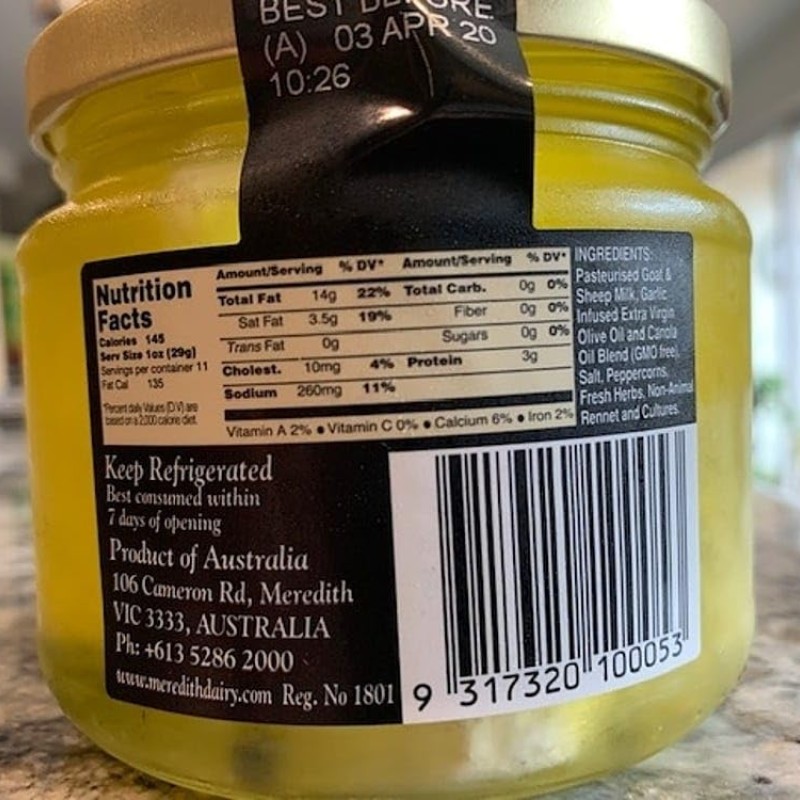 BEST BEFORE
(A) 03 APR 20
10:26
Nutrition
Facts
Calories 145
Serv Size 1oz (29g)
Servings per container 11
Fat Cal 135
*Percent daily Values (DV) are
based on a 2,000 calorie diet.
Amount/Serving % DV* Amount/Serving % DV*
Total Fat 14g 22% Total Carb. 0g 0%
Sat Fat 3.5g 19% Fiber 0g 0%
Trans Fat 0g Sugars 0g 0%
Cholest. 10mg 4% Protein 3g
Sodium 260mg 11%
Vitamin A 2% • Vitamin C 0% • Calcium 6% • Iron 2%
INGREDIENTS:
Pasteurised Goat &
Sheep Milk, Garlic
Infused Extra Virgin
Olive Oil and Canola
Oil Blend (GMO free),
Salt, Peppercorns,
Fresh Herbs, Non-Animal
Rennet and Cultures.
Keep Refrigerated
Best consumed within
7 days of opening
Product of Australia
106 Cameron Rd, Meredith
VIC 3333, AUSTRALIA
Ph: +613 5286 2000
www.meredithdairy.com Reg. No 1801
9 317320 100053